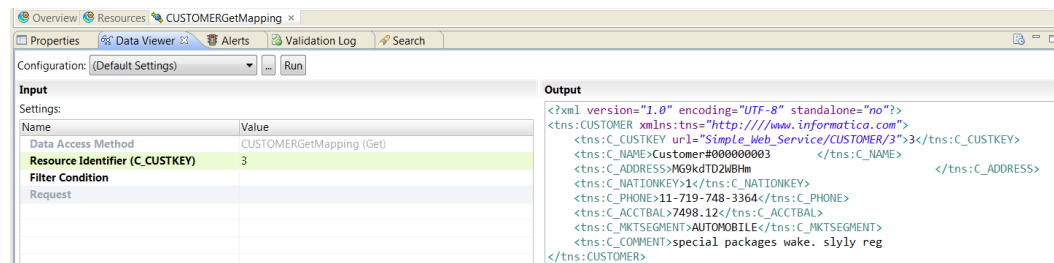 Overview Resources CUSTOMERGetMapping ×
Properties Data Viewer Alerts Validation Log Search
Configuration: (Default Settings) ... Run
Input
Settings:
Name Value
Data Access Method CUSTOMERGetMapping (Get)
Resource Identifier (C_CUSTKEY) 3
Filter Condition
Request
Output
<?xml version="1.0" encoding="UTF-8" standalone="no"?>
<tns:CUSTOMER xmlns:tns="http:////www.informatica.com">
<tns:C_CUSTKEY url="Simple_Web_Service/CUSTOMER/3">3</tns:C_CUSTKEY>
<tns:C_NAME>Customer#000000003 </tns:C_NAME>
<tns:C_ADDRESS>MG9kdTD2WBHm </tns:C_ADDRESS>
<tns:C_NATIONKEY>1</tns:C_NATIONKEY>
<tns:C_PHONE>11-719-748-3364</tns:C_PHONE>
<tns:C_ACCTBAL>7498.12</tns:C_ACCTBAL>
<tns:C_MKTSEGMENT>AUTOMOBILE</tns:C_MKTSEGMENT>
<tns:C_COMMENT>special packages wake. slyly reg
</tns:CUSTOMER>